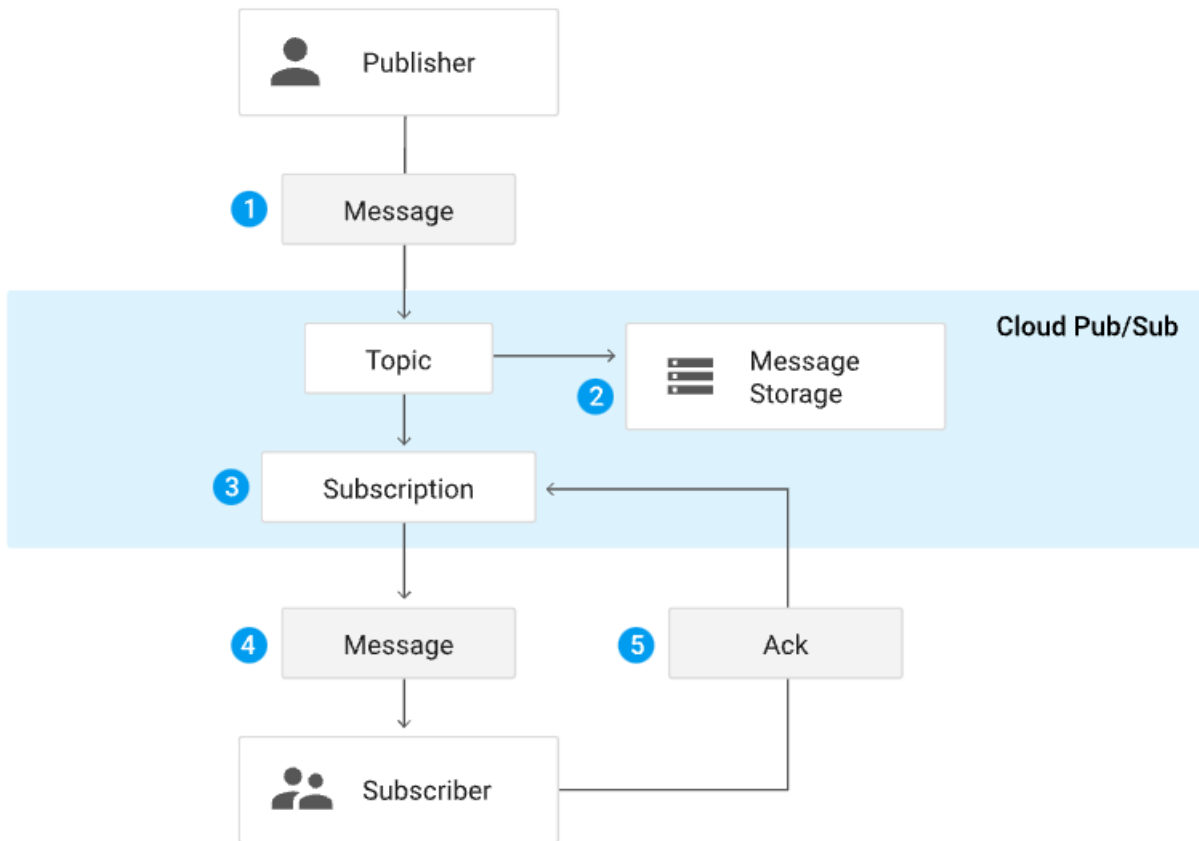 Publisher
1
Message
Cloud Pub/Sub
Topic
2
Message
Storage
3
Subscription
4
Message
5
Ack
Subscriber